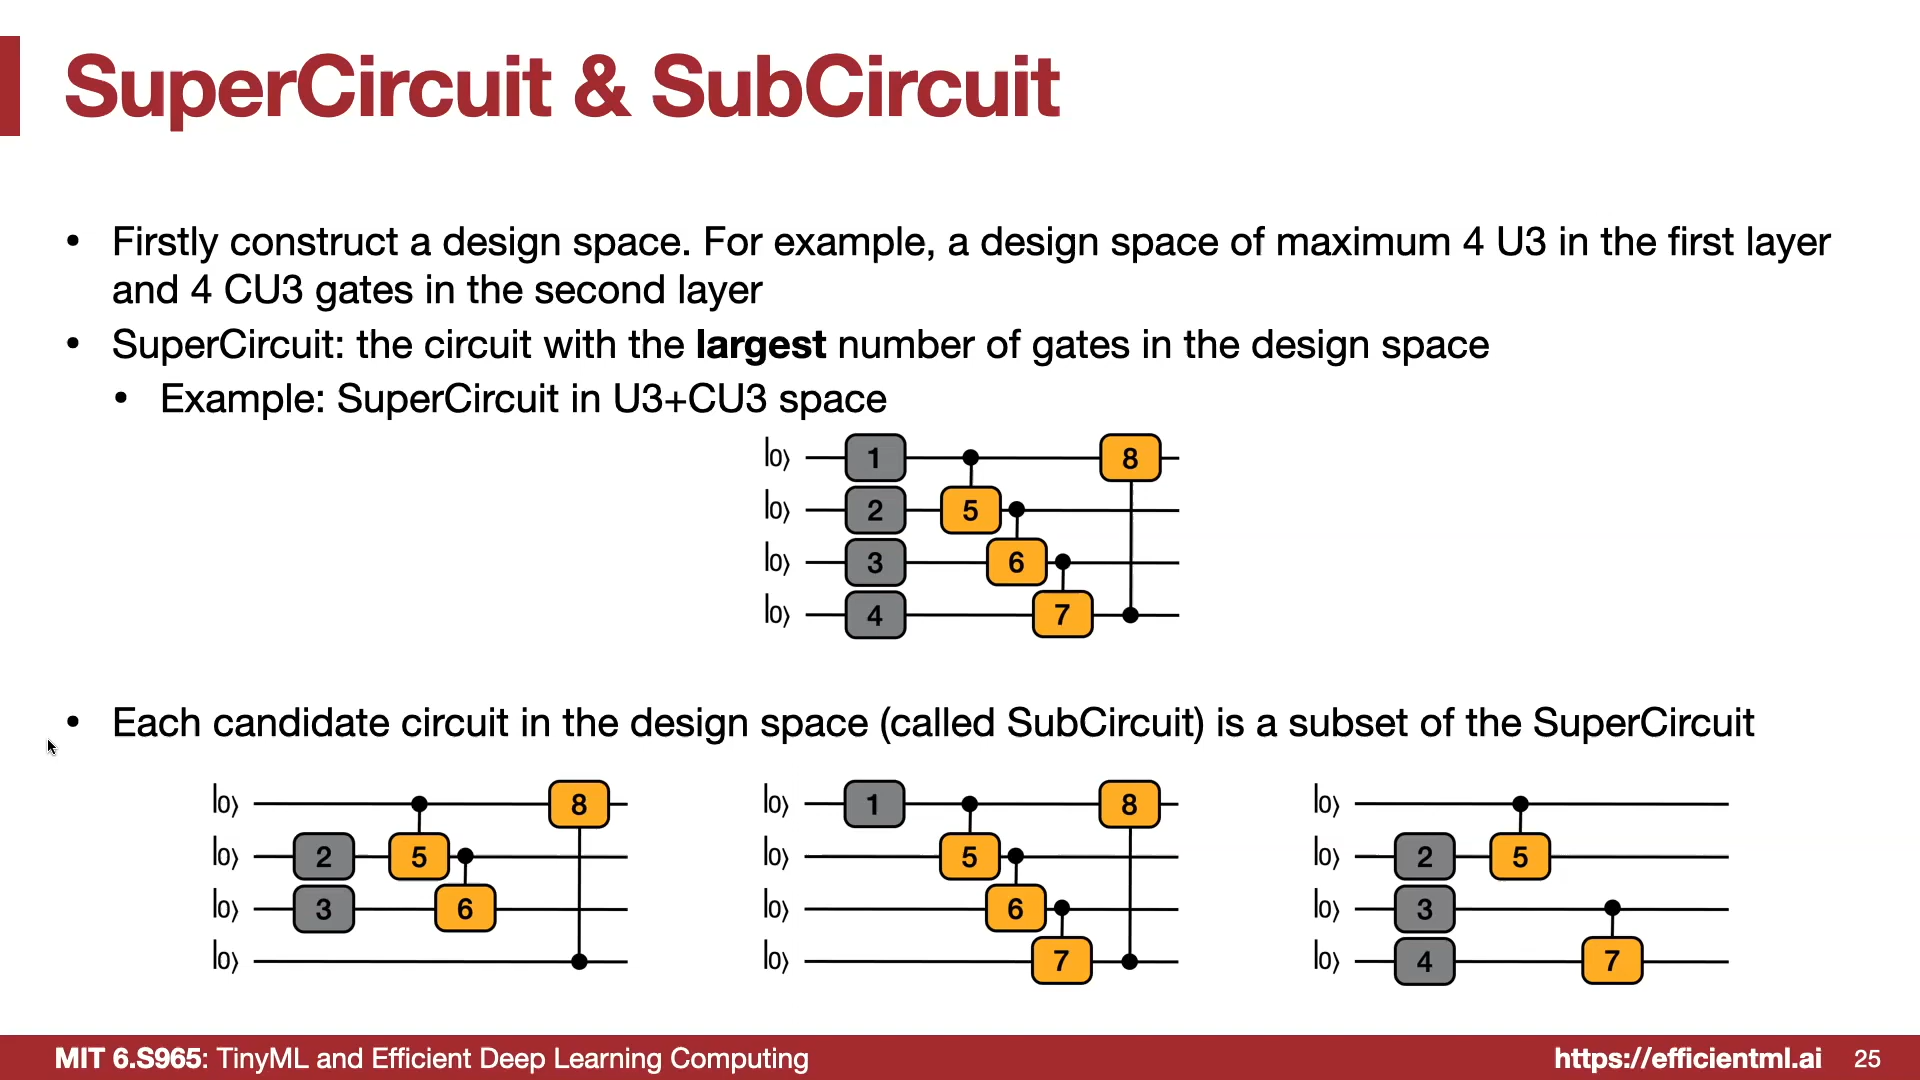 SuperCircuit & SubCircuit
• Firstly construct a design space. For example, a design space of maximum 4 U3 in the first layer
and 4 CU3 gates in the second layer
• SuperCircuit: the circuit with the largest number of gates in the design space
• Example: SuperCircuit in U3+CU3 space
|0⟩ 1 8
|0⟩ 2 5
|0⟩ 3 6
|0⟩ 4 7
• Each candidate circuit in the design space (called SubCircuit) is a subset of the SuperCircuit
|0⟩ 8
|0⟩ 2 5
|0⟩ 3 6
|0⟩
|0⟩ 1 8
|0⟩ 5
|0⟩ 6
|0⟩ 7
|0⟩
|0⟩ 2 5
|0⟩ 3
|0⟩ 4 7
MIT 6.S965: TinyML and Efficient Deep Learning Computing
https://efficientml.ai 25